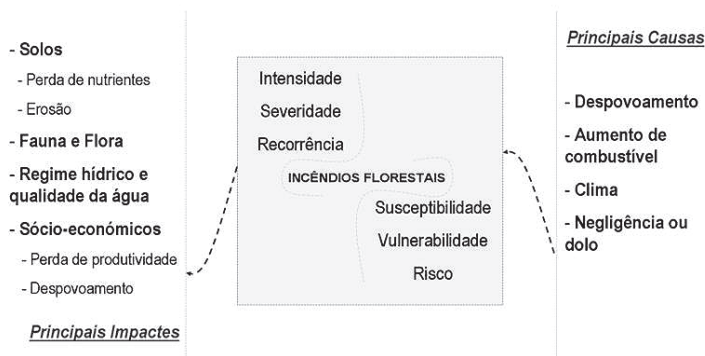 - Solos
- Perda de nutrientes
- Erosão
- Fauna e Flora
- Regime hídrico e
qualidade da água
- Sócio-económicos
- Perda de produtividade
- Despovoamento
Principais Impactes
Intensidade
Severidade
Recorrência
INCÊNDIOS FLORESTAIS
Susceptibilidade
Vulnerabilidade
Risco
Principais Causas
- Despovoamento
- Aumento de
combustível
- Clima
- Negligência ou
dolo